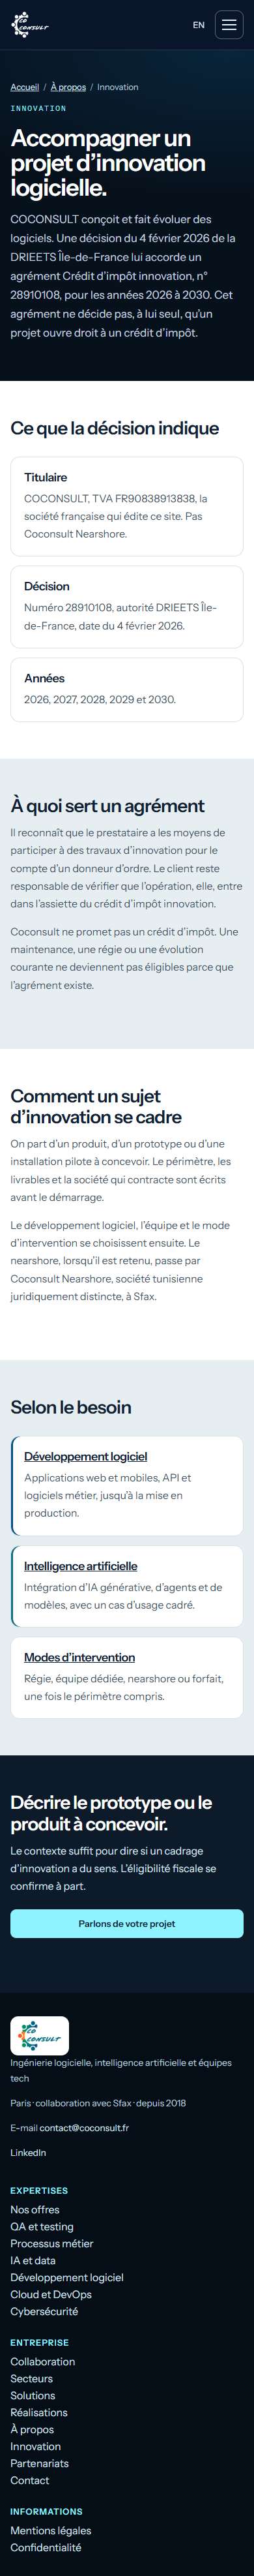 CO CONSULT
EN
Accueil / À propos / Innovation
INNOVATION
Accompagner un
projet d’innovation
logicielle.
COCONSULT conçoit et fait évoluer des
logiciels. Une décision du 4 février 2026 de la
DRIEETS Île-de-France lui accorde un
agrément Crédit d’impôt innovation, n°
28910108, pour les années 2026 à 2030. Cet
agrément ne décide pas, à lui seul, qu’un
projet ouvre droit à un crédit d’impôt.
Ce que la décision indique
Titulaire
COCONSULT, TVA FR90838913838, la
société française qui édite ce site. Pas
Coconsult Nearshore.
Décision
Numéro 28910108, autorité DRIEETS Île-
de-France, date du 4 février 2026.
Années
2026, 2027, 2028, 2029 et 2030.
À quoi sert un agrément
Il reconnaît que le prestataire a les moyens de
participer à des travaux d’innovation pour le
compte d’un donneur d’ordre. Le client reste
responsable de vérifier que l’opération, elle, entre
dans l’assiette du crédit d’impôt innovation.
Coconsult ne promet pas un crédit d’impôt. Une
maintenance, une régie ou une évolution
courante ne deviennent pas éligibles parce que
l’agrément existe.
Comment un sujet
d’innovation se cadre
On part d’un produit, d’un prototype ou d’une
installation pilote à concevoir. Le périmètre, les
livrables et la société qui contracte sont écrits
avant le démarrage.
Le développement logiciel, l’équipe et le mode
d’intervention se choisissent ensuite. Le
nearshore, lorsqu’il est retenu, passe par
Coconsult Nearshore, société tunisienne
juridiquement distincte, à Sfax.
Selon le besoin
Développement logiciel
Applications web et mobiles, API et
logiciels métier, jusqu’à la mise en
production.
Intelligence artificielle
Intégration d’IA générative, d’agents et de
modèles, avec un cas d’usage cadré.
Modes d’intervention
Régie, équipe dédiée, nearshore ou forfait,
une fois le périmètre compris.
Décrire le prototype ou le
produit à concevoir.
Le contexte suffit pour dire si un cadrage
d’innovation a du sens. L’éligibilité fiscale se
confirme à part.
Parlons de votre projet
CO CONSULT
Ingénierie logicielle, intelligence artificielle et équipes
tech
Paris · collaboration avec Sfax · depuis 2018
E-mail contact@coconsult.fr
LinkedIn
EXPERTISES
Nos offres
QA et testing
Processus métier
IA et data
Développement logiciel
Cloud et DevOps
Cybersécurité
ENTREPRISE
Collaboration
Secteurs
Solutions
Réalisations
À propos
Innovation
Partenariats
Contact
INFORMATIONS
Mentions légales
Confidentialité